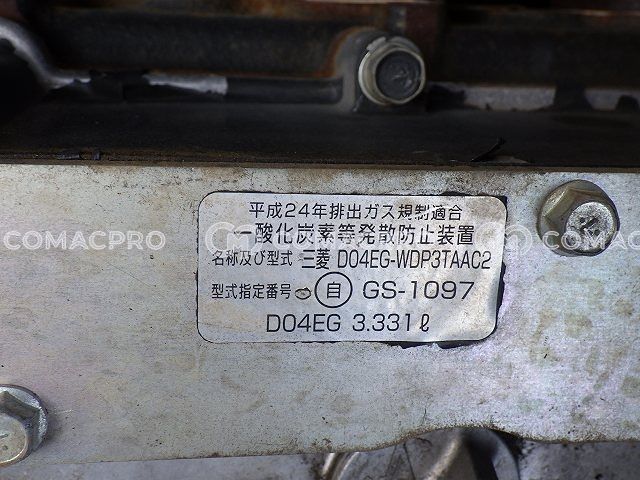 平成24年排出ガス規制適合
一酸化炭素等発散防止装置
名称及び型式 三菱 D04EG-WDP3TAAC2
型式指定番号 自 GS-1097
D04EG 3.331ℓ
COMACPRO
COMACPRO
COMACPRO